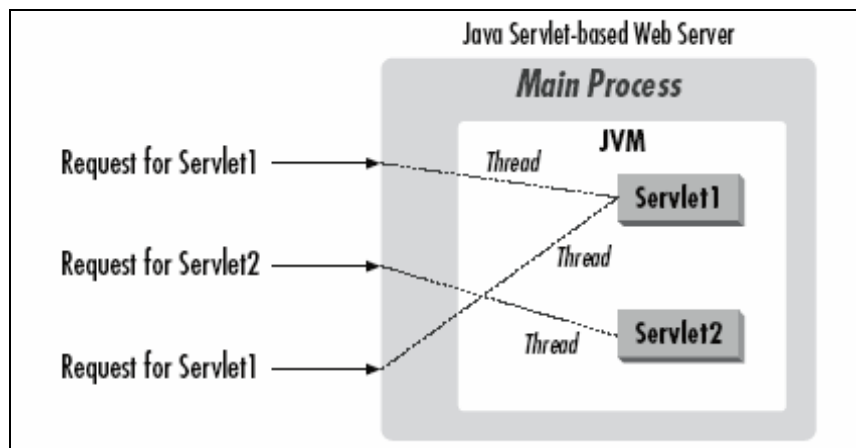 Java Servlet-based Web Server
Main Process
JVM
Request for Servlet1
Thread
Servlet1
Request for Servlet2
Thread
Servlet2
Thread
Request for Servlet1